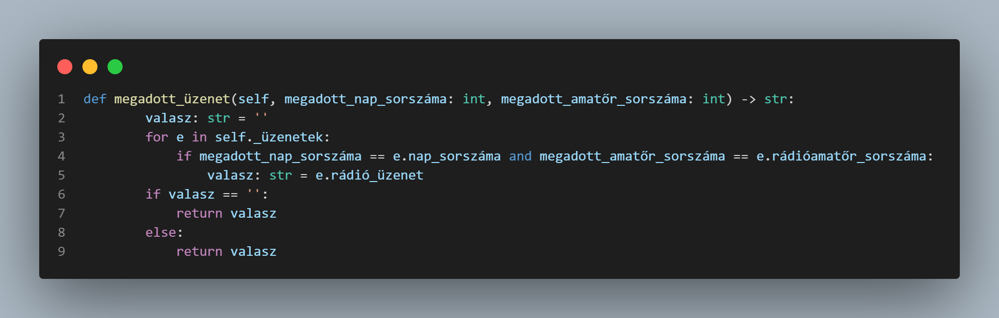 1 def megadott_üzenet(self, megadott_nap_sorszáma: int, megadott_amatőr_sorszáma: int) -> str:
2         valasz: str = ''
3         for e in self._üzenetek:
4             if megadott_nap_sorszáma == e.nap_sorszáma and megadott_amatőr_sorszáma == e.rádióamatőr_sorszáma:
5                 valasz: str = e.rádió_üzenet
6         if valasz == '':
7             return valasz
8         else:
9             return valasz